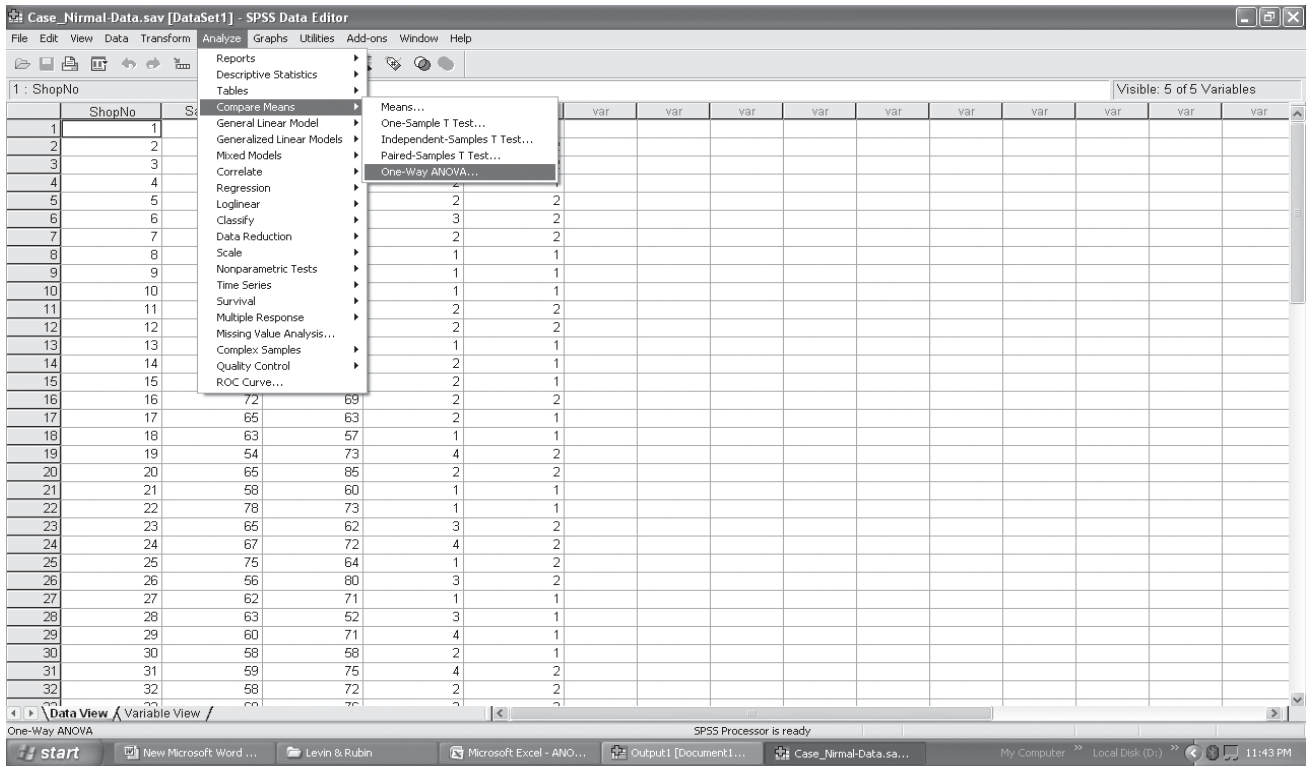 Case_Nirmal-Data.sav [DataSet1] - SPSS Data Editor
File Edit View Data Transform Analyze Graphs Utilities Add-ons Window Help
1 : ShopNo
Visible: 5 of 5 Variables
Reports
Descriptive Statistics
Tables
Compare Means
General Linear Model
Generalized Linear Models
Mixed Models
Correlate
Regression
Loglinear
Classify
Data Reduction
Scale
Nonparametric Tests
Time Series
Survival
Multiple Response
Missing Value Analysis...
Complex Samples
Quality Control
ROC Curve...
Means...
One-Sample T Test...
Independent-Samples T Test...
Paired-Samples T Test...
One-Way ANOVA...
ShopNo var var var var var var var var var var
1 1
2 2
3 3
4 4
5 5 2 2
6 6 3 2
7 7 2 2
8 8 1 1
9 9 1 1
10 10 1 1
11 11 2 2
12 12 2 2
13 13 1 1
14 14 2 1
15 15 2 1
16 16 72 69 2 2
17 17 65 63 2 1
18 18 63 57 1 1
19 19 54 73 4 2
20 20 65 85 2 2
21 21 58 60 1 1
22 22 78 73 1 1
23 23 65 62 3 2
24 24 67 72 4 2
25 25 75 64 1 2
26 26 56 80 3 2
27 27 62 71 1 1
28 28 63 52 3 1
29 29 60 71 4 1
30 30 58 58 2 1
31 31 59 75 4 2
32 32 58 72 2 2
Data View Variable View
One-Way ANOVA
SPSS Processor is ready
start New Microsoft Word ... Levin & Rubin Microsoft Excel - ANO... Output1 [Document1... Case_Nirmal-Data.sa... My Computer » Local Disk (D:) » 11:43 PM